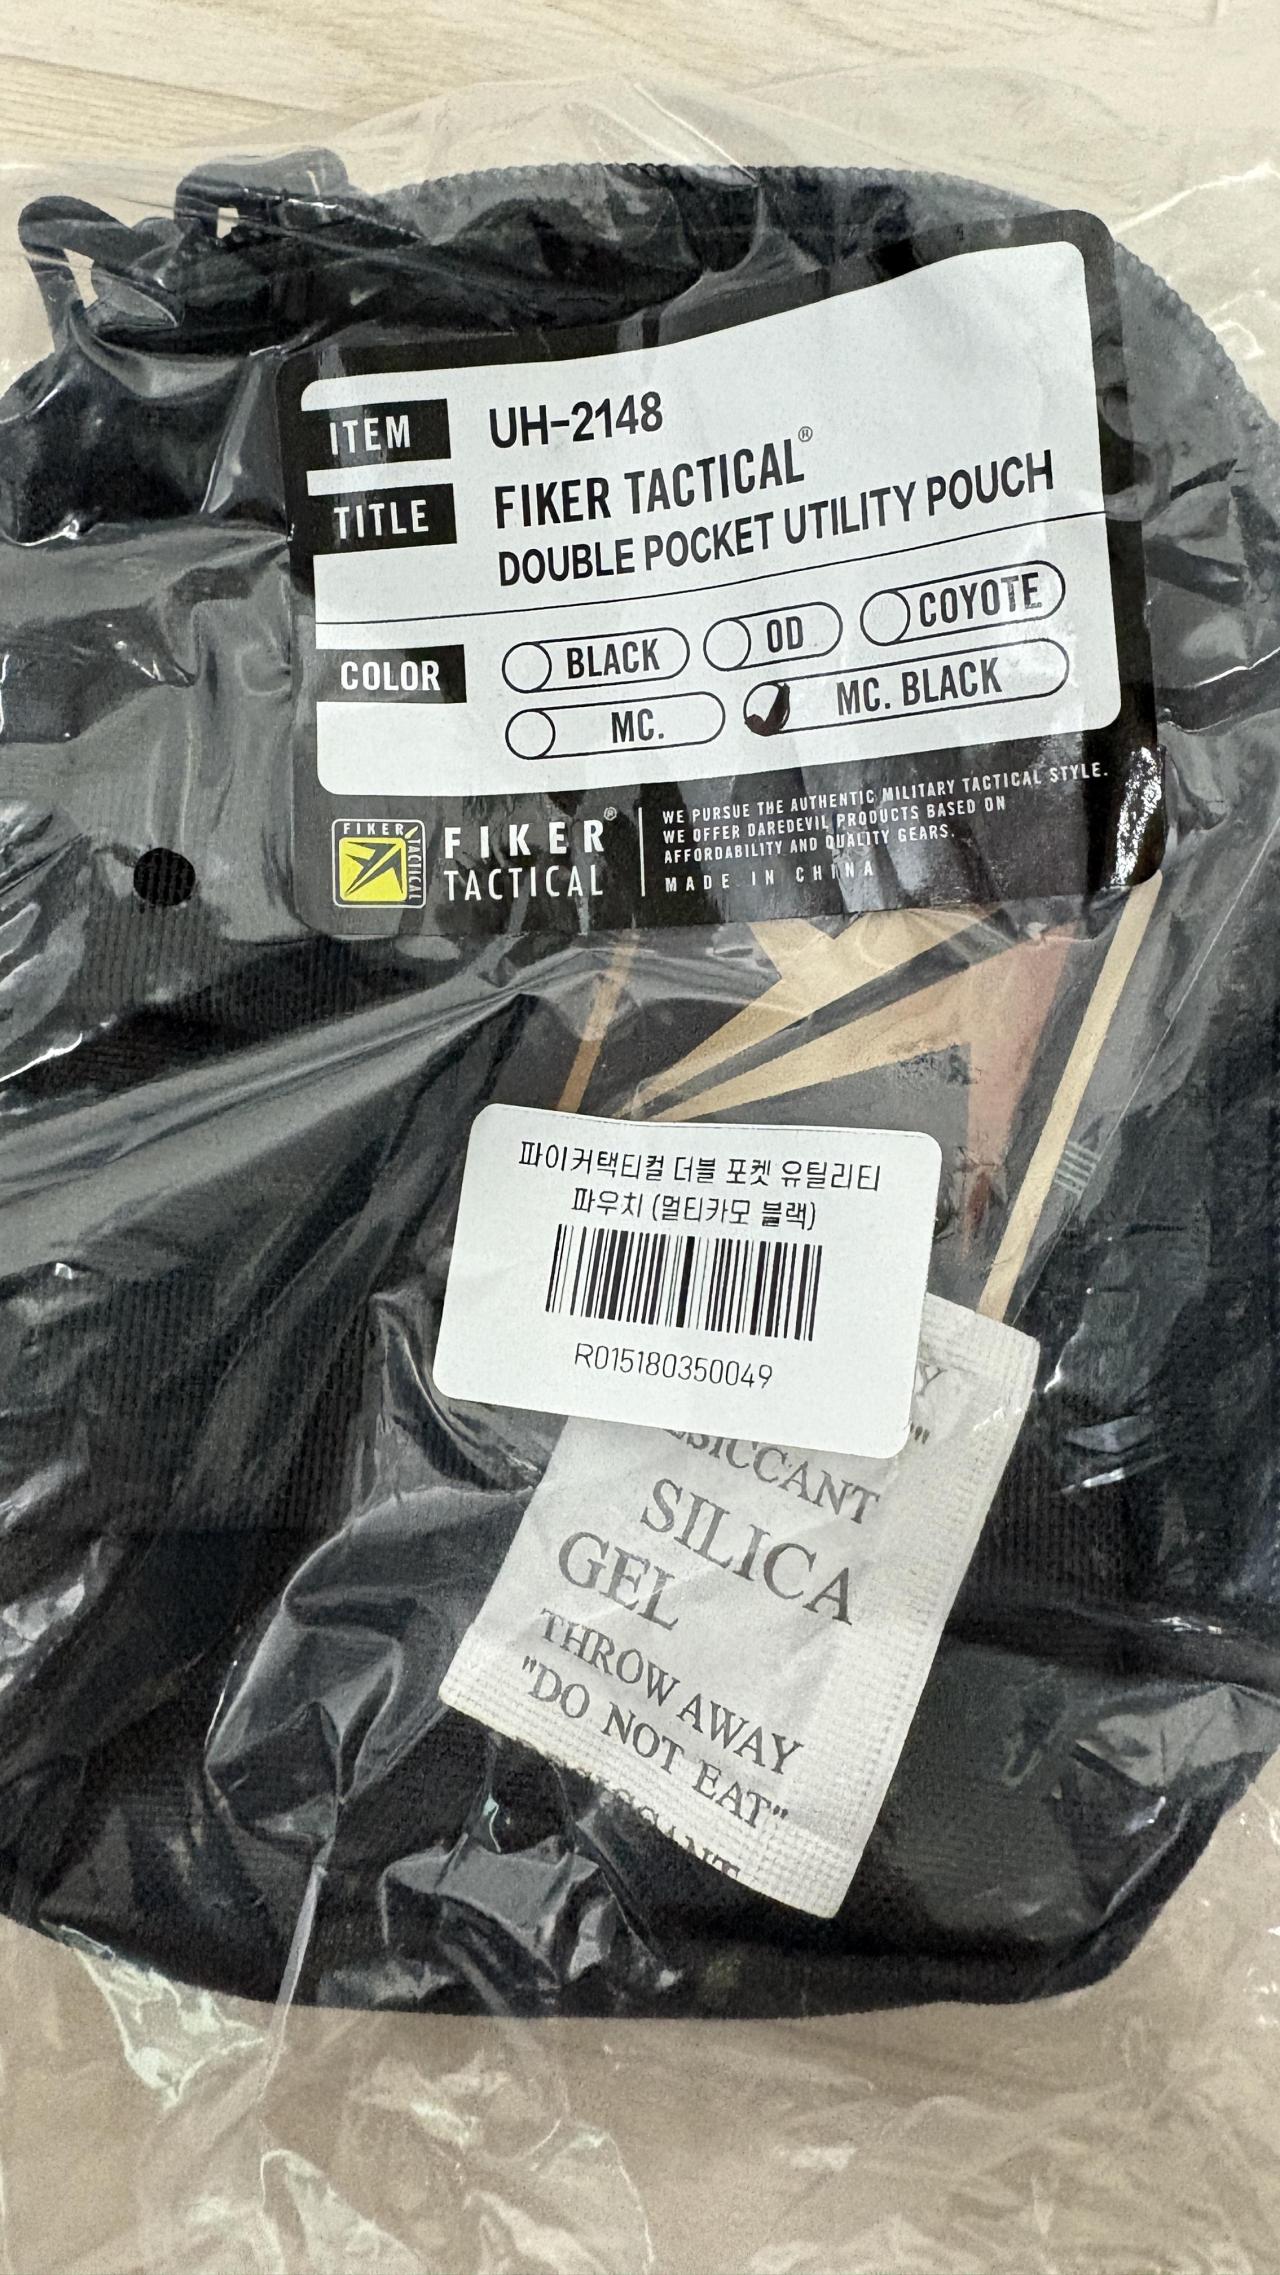 ITEM UH-2148
TITLE FIKER TACTICAL®
DOUBLE POCKET UTILITY POUCH
COLOR BLACK OD COYOTE
MC. MC. BLACK
FIKER TACTICAL
FIKER®
TACTICAL
WE PURSUE THE AUTHENTIC MILITARY TACTICAL STYLE.
WE OFFER DAREDEVIL PRODUCTS BASED ON
AFFORDABILITY AND QUALITY GEARS.
MADE IN CHINA
파이커택티컬 더블 포켓 유틸리티
파우치 (멀티카모 블랙)
R015180350049
SILICA
GEL
THROW AWAY
"DO NOT EAT"